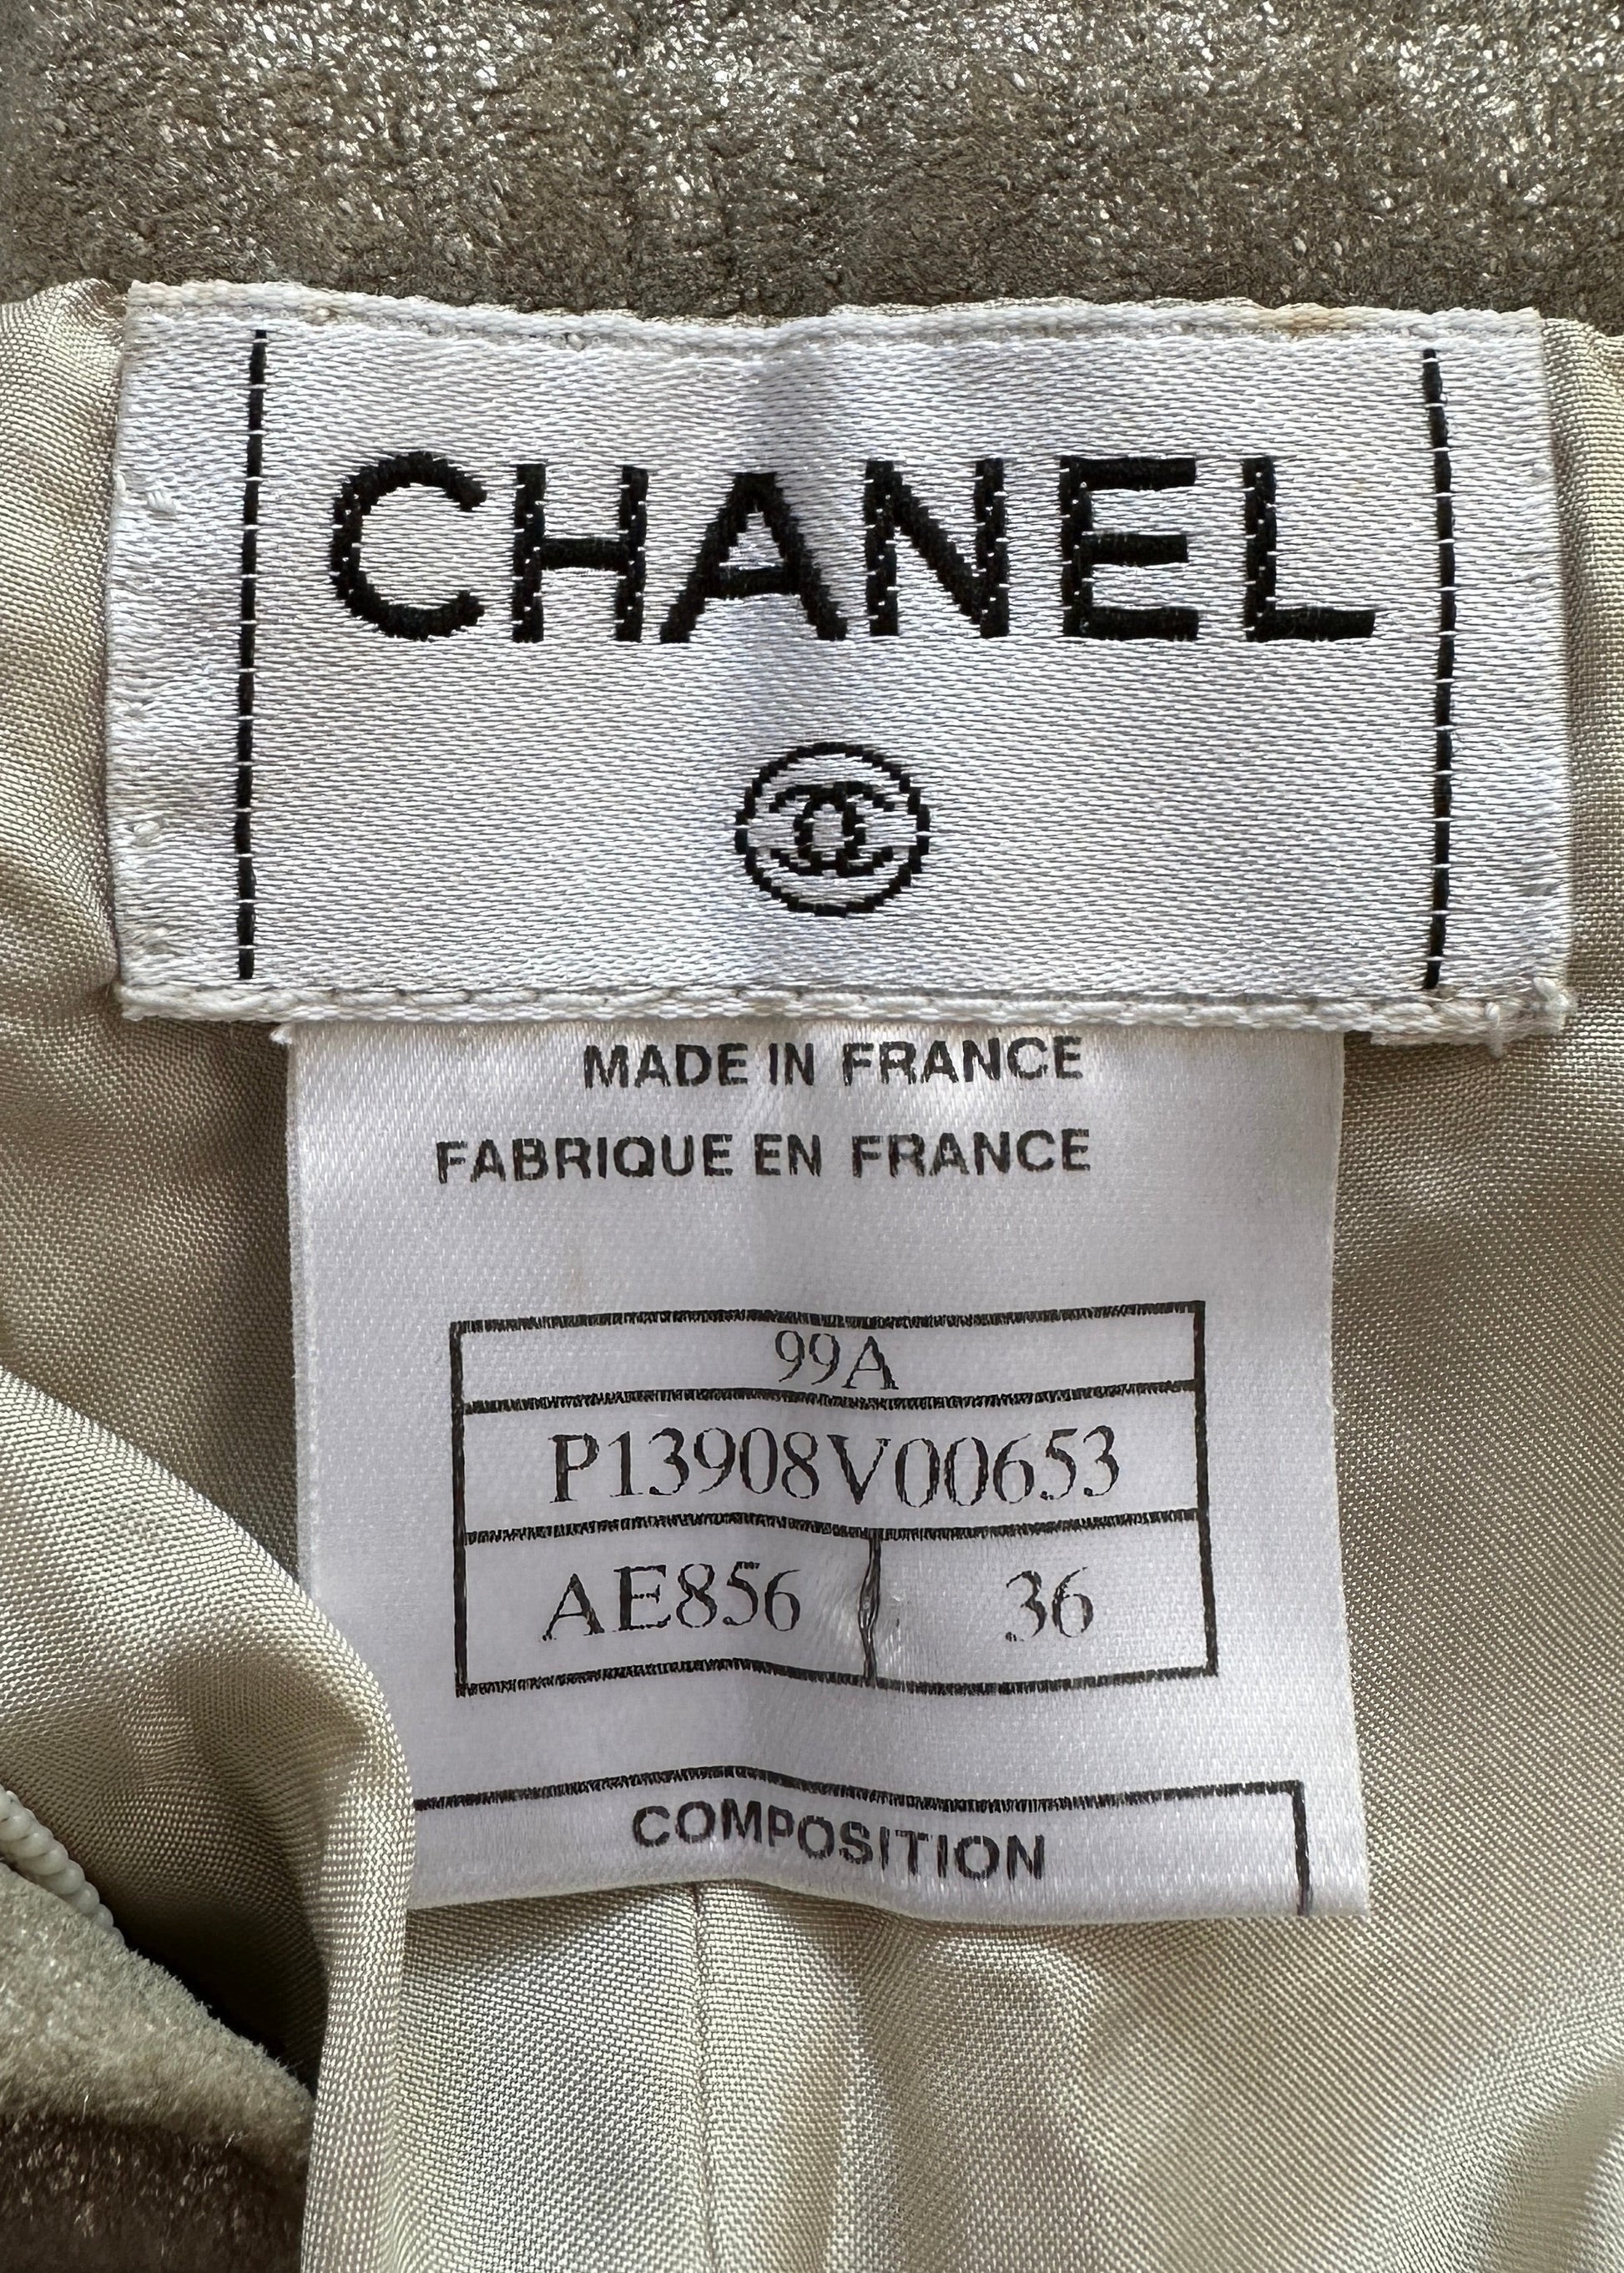 CHANEL
MADE IN FRANCE
FABRIQUE EN FRANCE
99A
P13908V00653
AE856 36
COMPOSITION